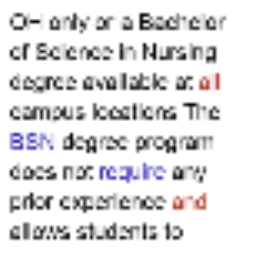 OH only or a Bachelor
of Science in Nursing
degree available at all
campus locations The
BSN degree program
does not require any
prior experience and
allows students to